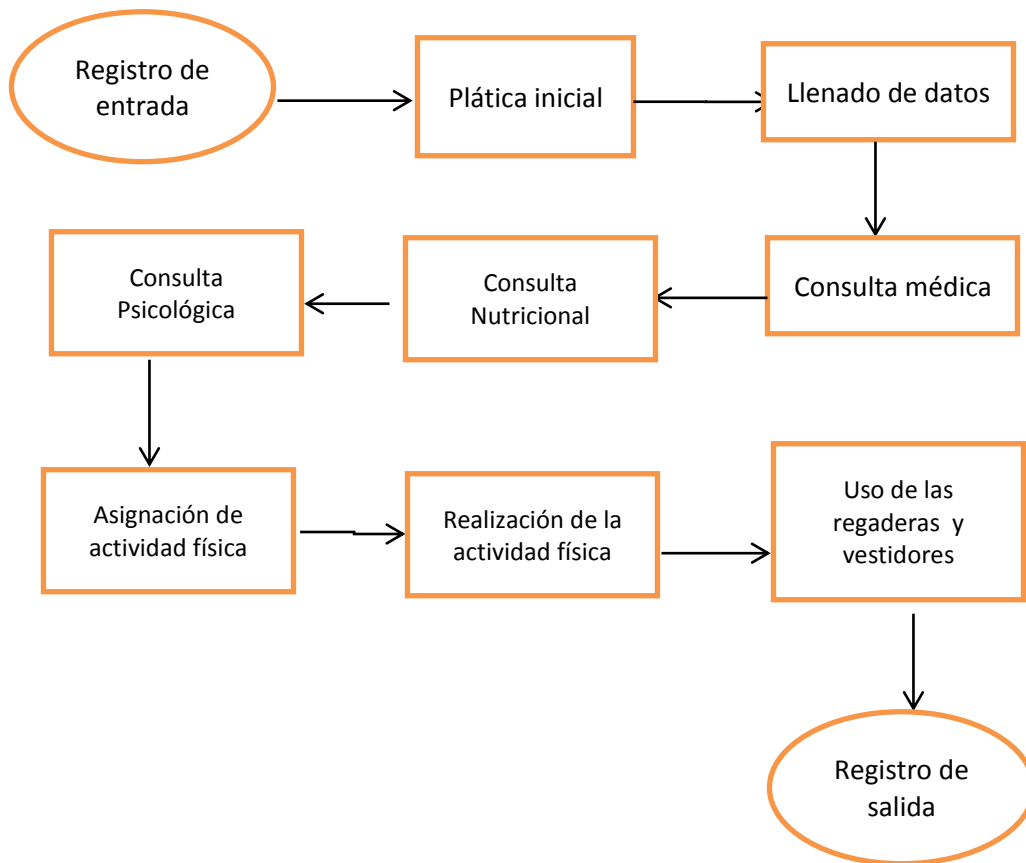 Registro de
entrada
Plática inicial
Llenado de datos
Consulta médica
Consulta
Nutricional
Consulta
Psicológica
Asignación de
actividad física
Realización de la
actividad física
Uso de las
regaderas y
vestidores
Registro de
salida